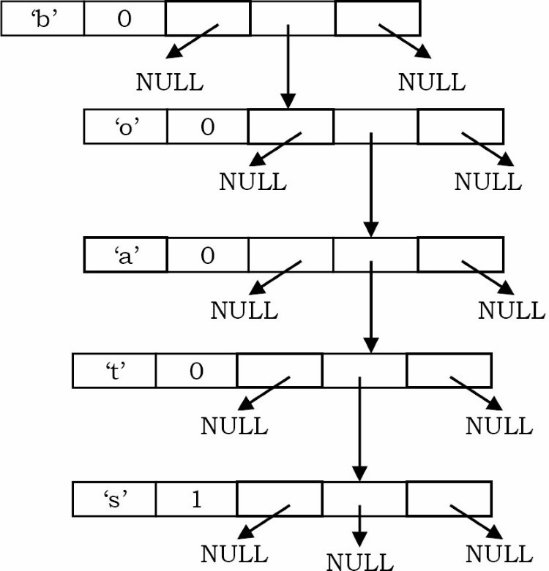 ‘b’ 0
NULL NULL
‘o’ 0
NULL NULL
‘a’ 0
NULL NULL
‘t’ 0
NULL NULL
‘s’ 1
NULL NULL NULL